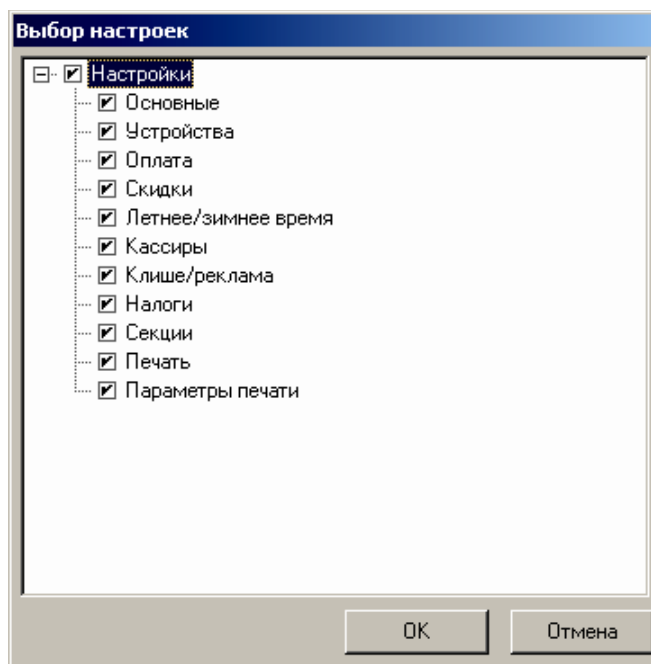 Выбор настроек
Настройки
Основные
Устройства
Оплата
Скидки
Летнее/зимнее время
Кассиры
Клише/реклама
Налоги
Секции
Печать
Параметры печати
OK
Отмена